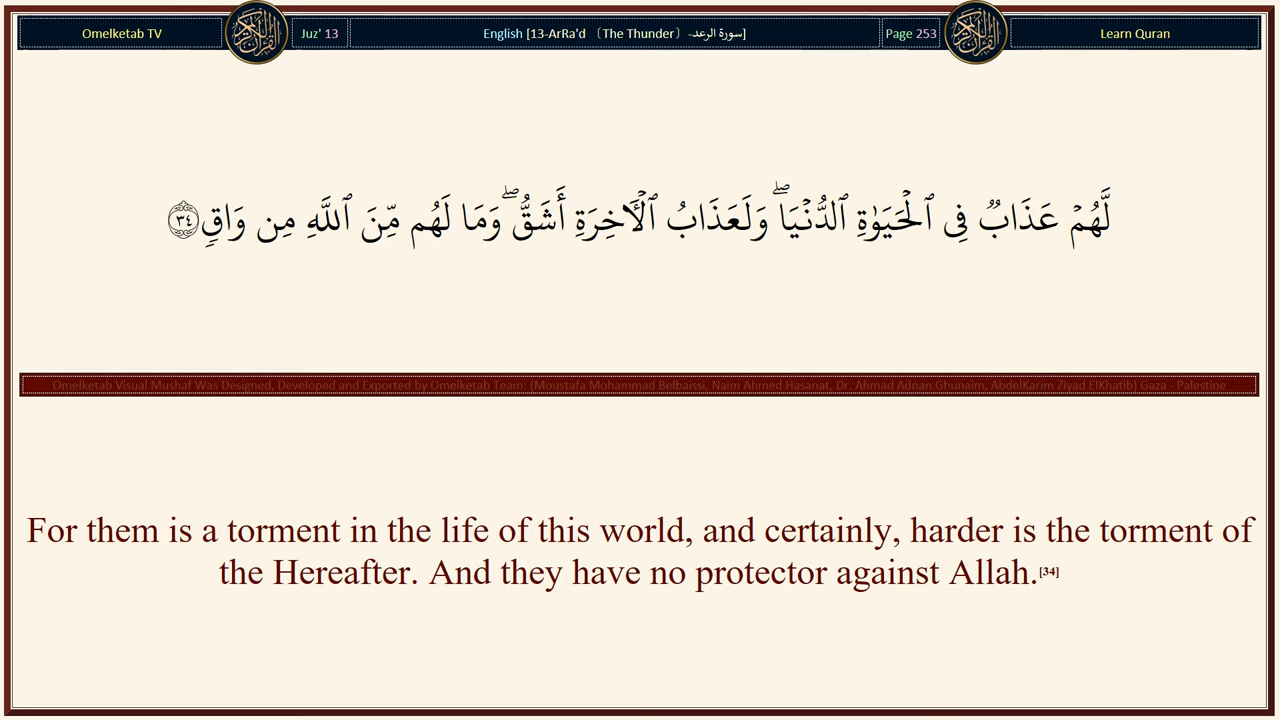 Omelketab TV
Juz' 13
English [13-ArRa'd 〔The Thunder〕-سورة الرعد]
Page 253
Learn Quran
لَّهُمۡ عَذَابٞ فِي ٱلۡحَيَوٰةِ ٱلدُّنۡيَاۖ وَلَعَذَابُ ٱلۡأٓخِرَةِ أَشَقُّۖ وَمَا لَهُم مِّنَ ٱللَّهِ مِن وَاقٖ ٣٤
Omelketab Visual Mushaf Was Designed, Developed and Exported by Omelketab Team: (Moustafa Mohammad Belbaissi, Naim Ahmed Hasanat, Dr. Ahmad Adnan Ghunaim, AbdelKarim Ziyad ElKhatib) Gaza - Palestine
For them is a torment in the life of this world, and certainly, harder is the torment of
the Hereafter. And they have no protector against Allah.[34]